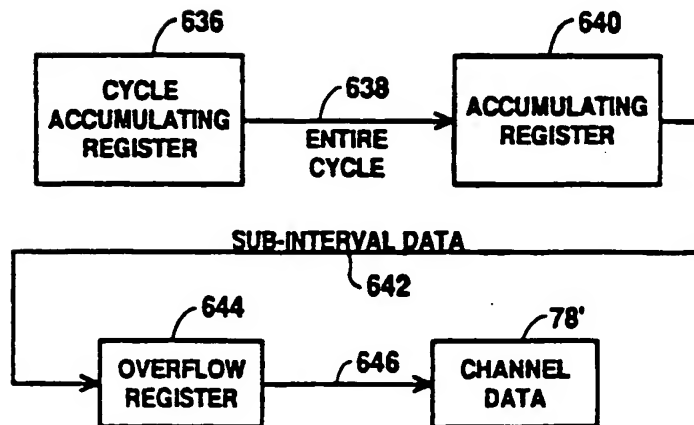 636
CYCLE
ACCUMULATING
REGISTER
638
ENTIRE
CYCLE
640
ACCUMULATING
REGISTER
SUB-INTERVAL DATA
642
644
OVERFLOW
REGISTER
646
78'
CHANNEL
DATA